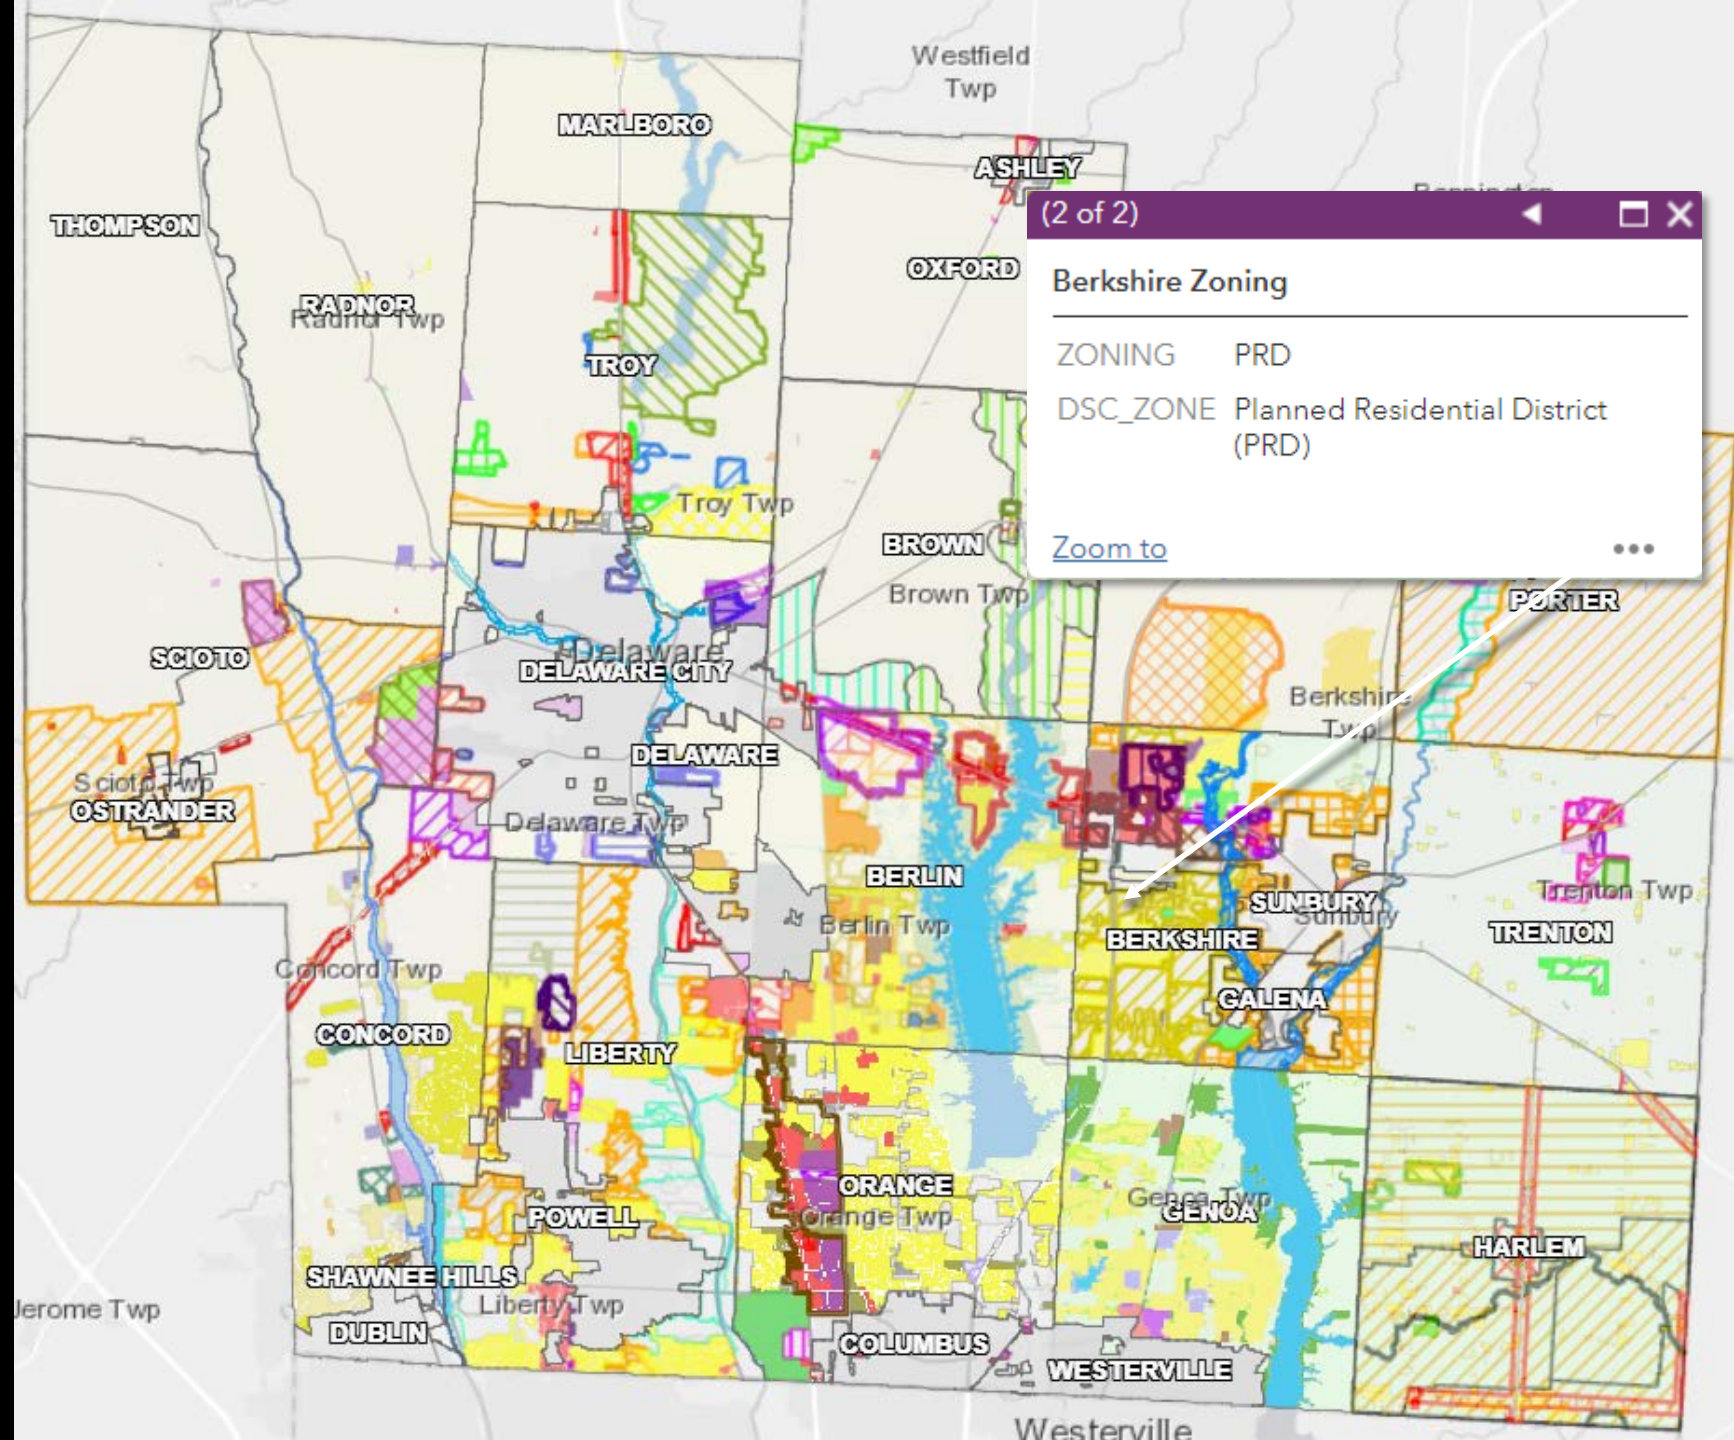 Westfield
Twp
MARLBORO
ASHLEY
(2 of 2)
THOMPSON
OXFORD
Berkshire Zoning
RADNOR
Radnor Twp
ZONING PRD
TROY
DSC_ZONE Planned Residential District
(PRD)
Troy Twp
BROWN
Zoom to
Brown Twp
PORTER
SCIOTO
Delaware
DELAWARE CITY
Berkshire
Twp
DELAWARE
Scioto Twp
OSTRANDER
Delaware Twp
BERLIN
Trenton Twp
SUNBURY
Sunbury
Berlin Twp
BERKSHIRE
TRENTON
Concord Twp
GALENA
CONCORD
LIBERTY
ORANGE
Orange Twp
Genoa Twp
GENOA
POWELL
HARLEM
SHAWNEE HILLS
Liberty Twp
Jerome Twp
DUBLIN
COLUMBUS
WESTERVILLE
Westerville